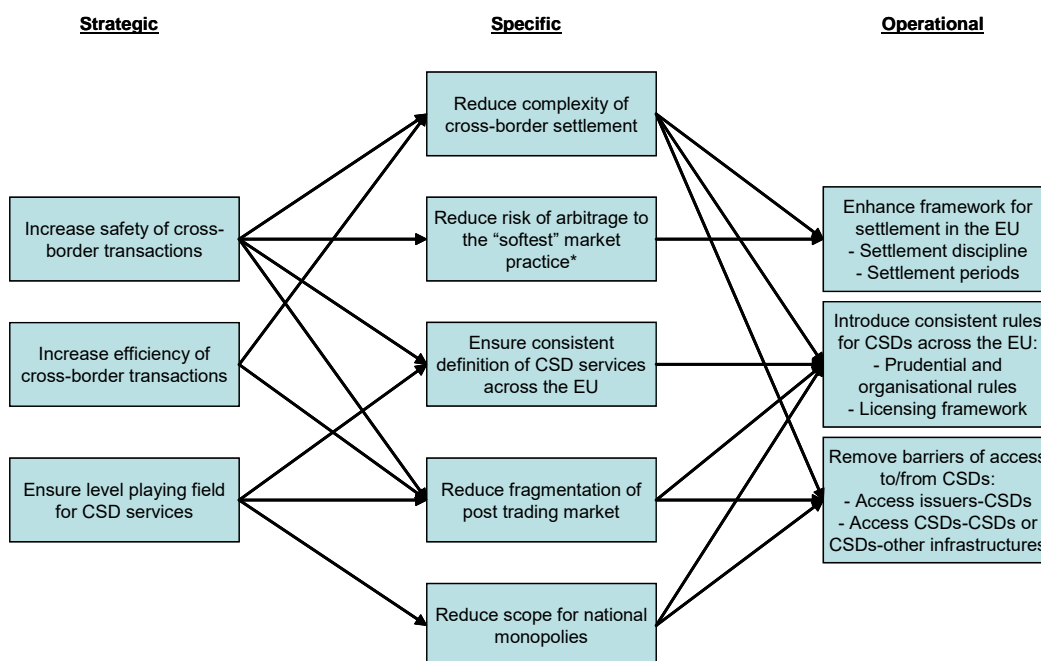 Strategic
Specific
Operational
Reduce complexity of
cross-border settlement
Increase safety of cross-
border transactions
Reduce risk of arbitrage to
the “softest” market
practice*
Enhance framework for
settlement in the EU
- Settlement discipline
- Settlement periods
Increase efficiency of
cross-border transactions
Ensure consistent
definition of CSD services
across the EU
Introduce consistent rules
for CSDs across the EU:
- Prudential and
organisational rules
- Licensing framework
Ensure level playing field
for CSD services
Reduce fragmentation of
post trading market
Remove barriers of access
to/from CSDs:
- Access issuers-CSDs
- Access CSDs-CSDs or
CSDs-other infrastructures
Reduce scope for national
monopolies